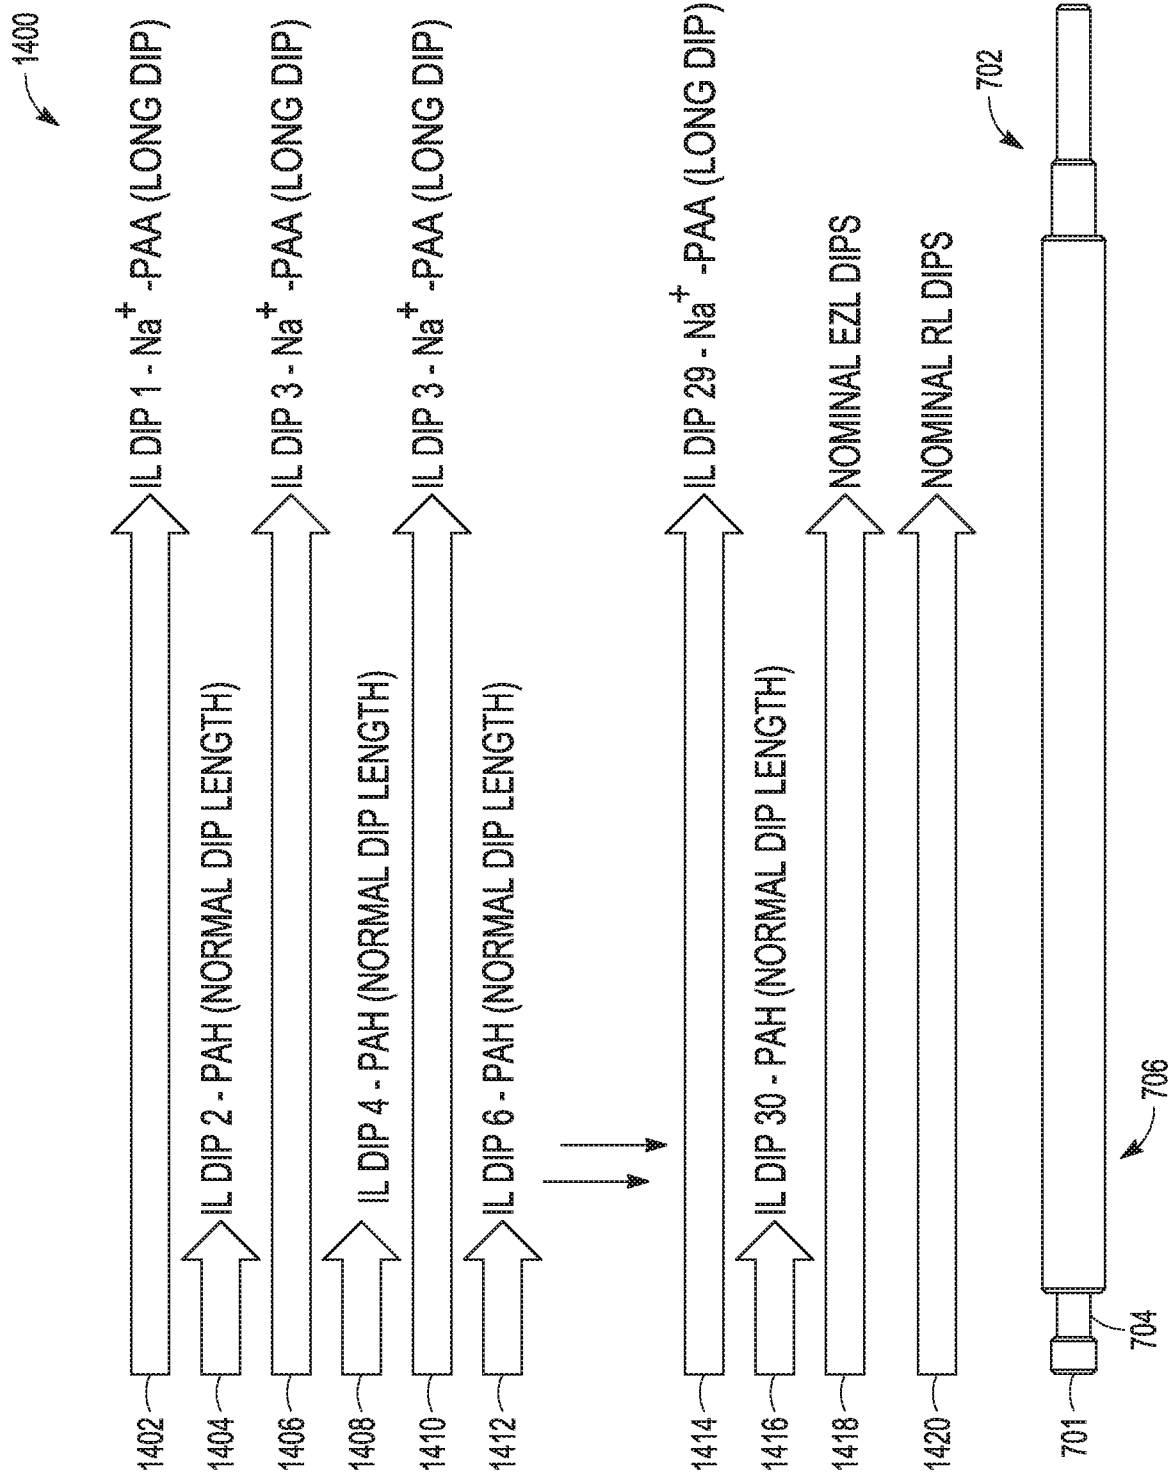 1400
1402
IL DIP 1 - Na+ -PAA (LONG DIP)
1404
IL DIP 2 - PAH (NORMAL DIP LENGTH)
1406
IL DIP 3 - Na+ -PAA (LONG DIP)
1408
IL DIP 4 - PAH (NORMAL DIP LENGTH)
1410
IL DIP 3 - Na+ -PAA (LONG DIP)
1412
IL DIP 6 - PAH (NORMAL DIP LENGTH)
1414
IL DIP 29 - Na+ -PAA (LONG DIP)
1416
IL DIP 30 - PAH (NORMAL DIP LENGTH)
1418
NOMINAL EZL DIPS
1420
NOMINAL RL DIPS
702
701
704
706